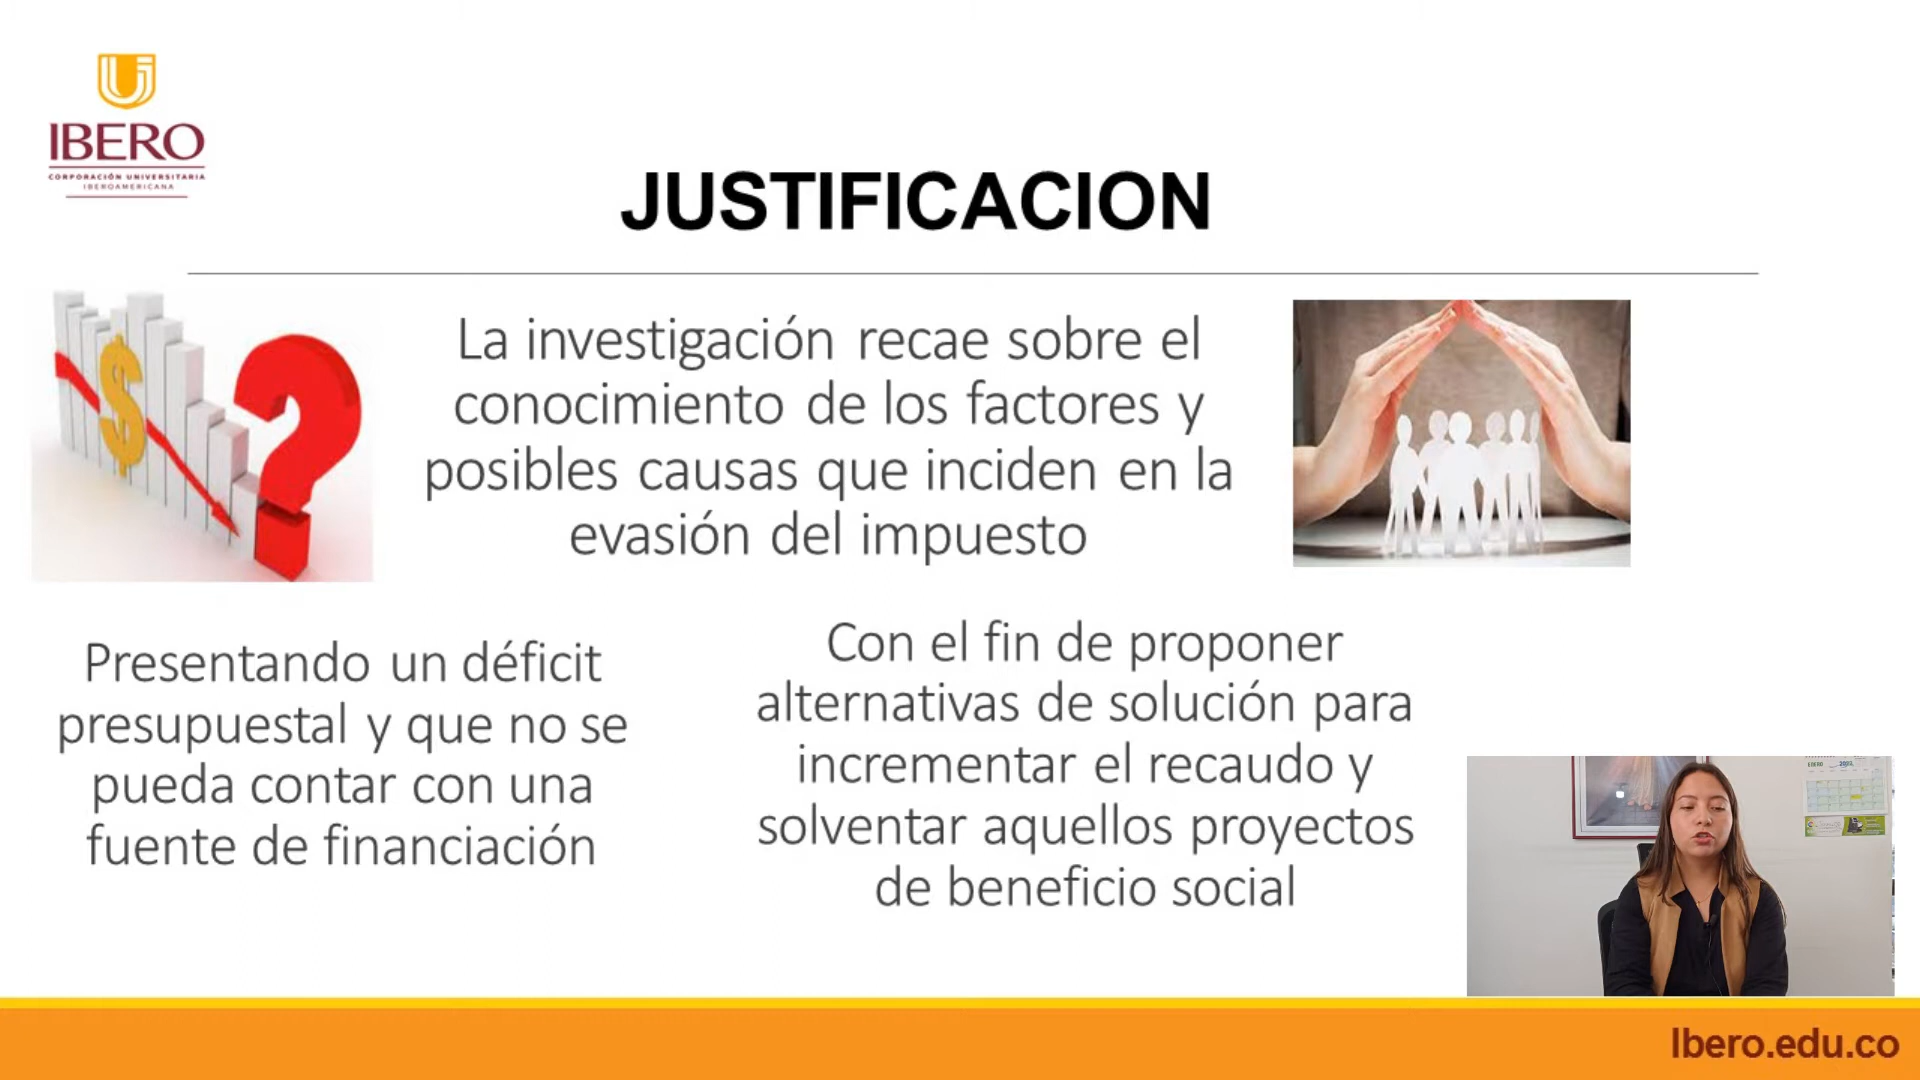 IBERO
CORPORACIÓN UNIVERSITARIA
IBEROAMERICANA
JUSTIFICACION
$
?
La investigación recae sobre el
conocimiento de los factores y
posibles causas que inciden en la
evasión del impuesto
Presentando un déficit
presupuestal y que no se
pueda contar con una
fuente de financiación
Con el fin de proponer
alternativas de solución para
incrementar el recaudo y
solventar aquellos proyectos
de beneficio social
ENERO
Ibero.edu.co